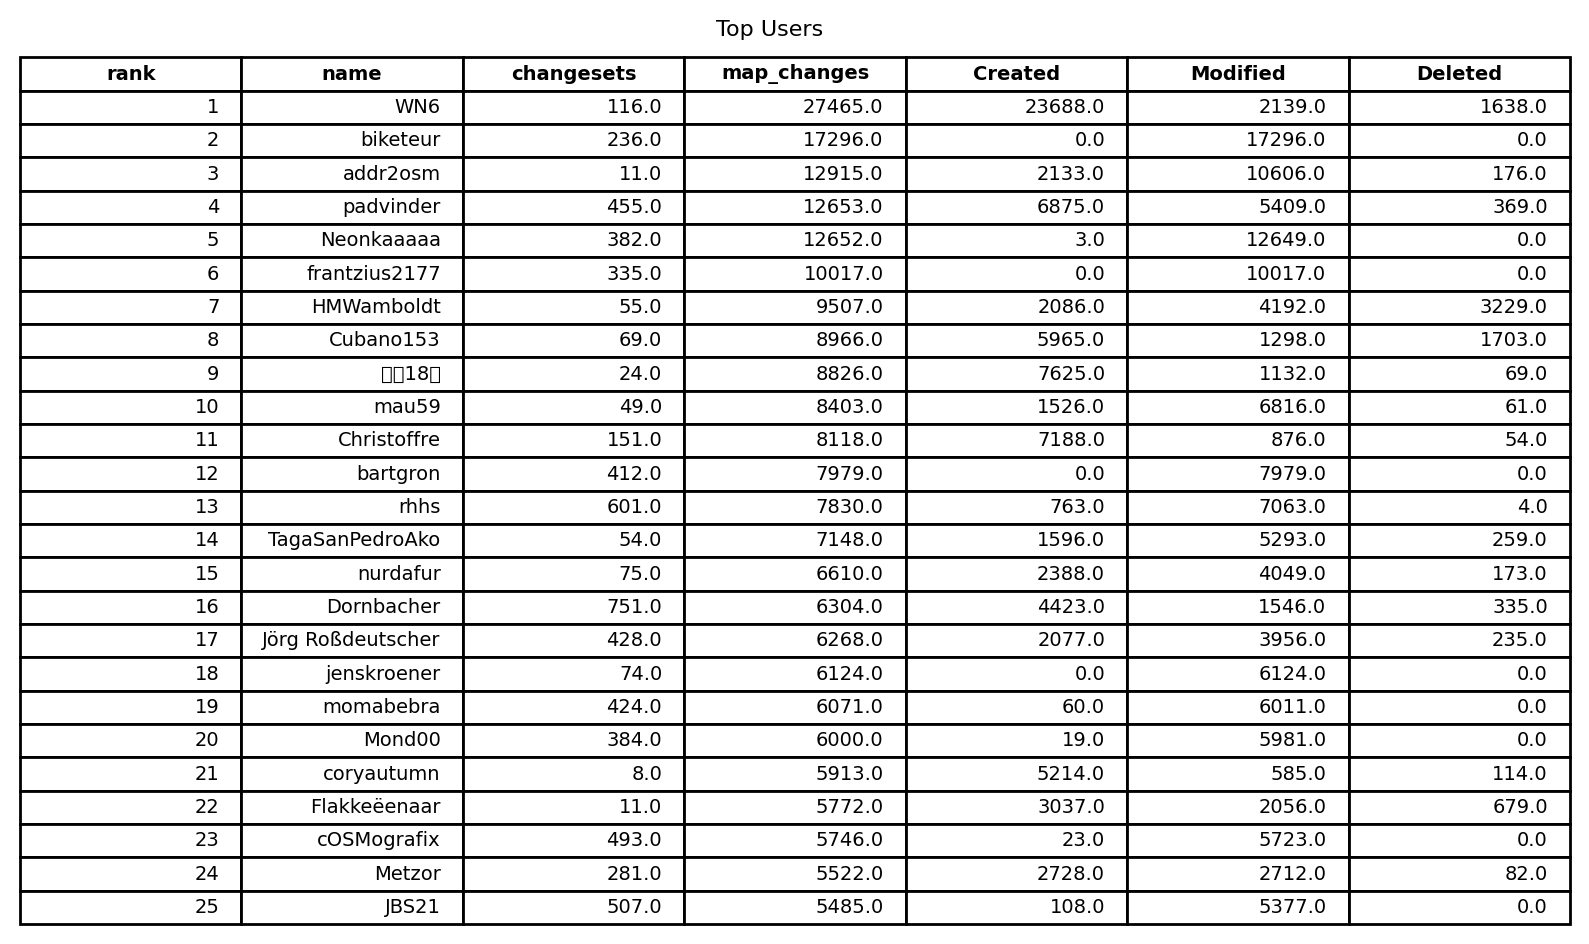 Top Users
rank name changesets map_changes Created Modified Deleted
1 WN6 116.0 27465.0 23688.0 2139.0 1638.0
2 biketeur 236.0 17296.0 0.0 17296.0 0.0
3 addr2osm 11.0 12915.0 2133.0 10606.0 176.0
4 padvinder 455.0 12653.0 6875.0 5409.0 369.0
5 Neonkaaaaa 382.0 12652.0 3.0 12649.0 0.0
6 frantzius2177 335.0 10017.0 0.0 10017.0 0.0
7 HMWamboldt 55.0 9507.0 2086.0 4192.0 3229.0
8 Cubano153 69.0 8966.0 5965.0 1298.0 1703.0
9 18 24.0 8826.0 7625.0 1132.0 69.0
10 mau59 49.0 8403.0 1526.0 6816.0 61.0
11 Christoffre 151.0 8118.0 7188.0 876.0 54.0
12 bartgron 412.0 7979.0 0.0 7979.0 0.0
13 rhhs 601.0 7830.0 763.0 7063.0 4.0
14 TagaSanPedroAko 54.0 7148.0 1596.0 5293.0 259.0
15 nurdafur 75.0 6610.0 2388.0 4049.0 173.0
16 Dornbacher 751.0 6304.0 4423.0 1546.0 335.0
17 Jörg Roßdeutscher 428.0 6268.0 2077.0 3956.0 235.0
18 jenskroener 74.0 6124.0 0.0 6124.0 0.0
19 momabebra 424.0 6071.0 60.0 6011.0 0.0
20 Mond00 384.0 6000.0 19.0 5981.0 0.0
21 coryautumn 8.0 5913.0 5214.0 585.0 114.0
22 Flakkeëenaar 11.0 5772.0 3037.0 2056.0 679.0
23 cOSMografix 493.0 5746.0 23.0 5723.0 0.0
24 Metzor 281.0 5522.0 2728.0 2712.0 82.0
25 JBS21 507.0 5485.0 108.0 5377.0 0.0